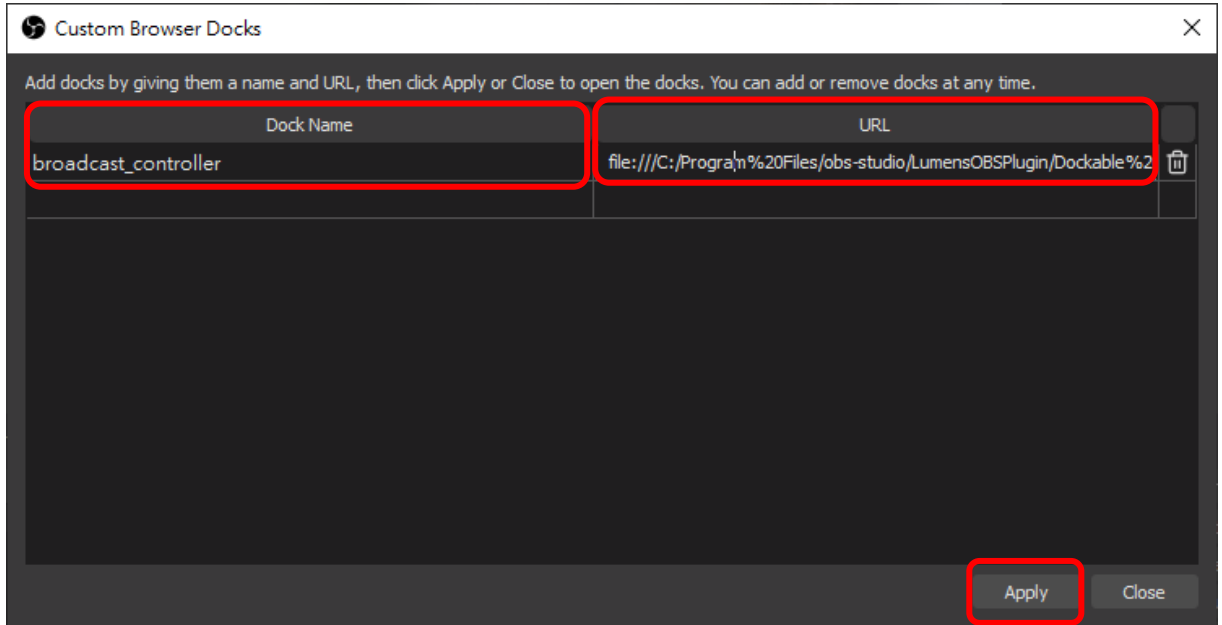 Custom Browser Docks
Add docks by giving them a name and URL, then click Apply or Close to open the docks. You can add or remove docks at any time.
Dock Name URL
broadcast_controller file:///C:/Program%20Files/obs-studio/LumensOBSPlugin/Dockable%2
Apply Close